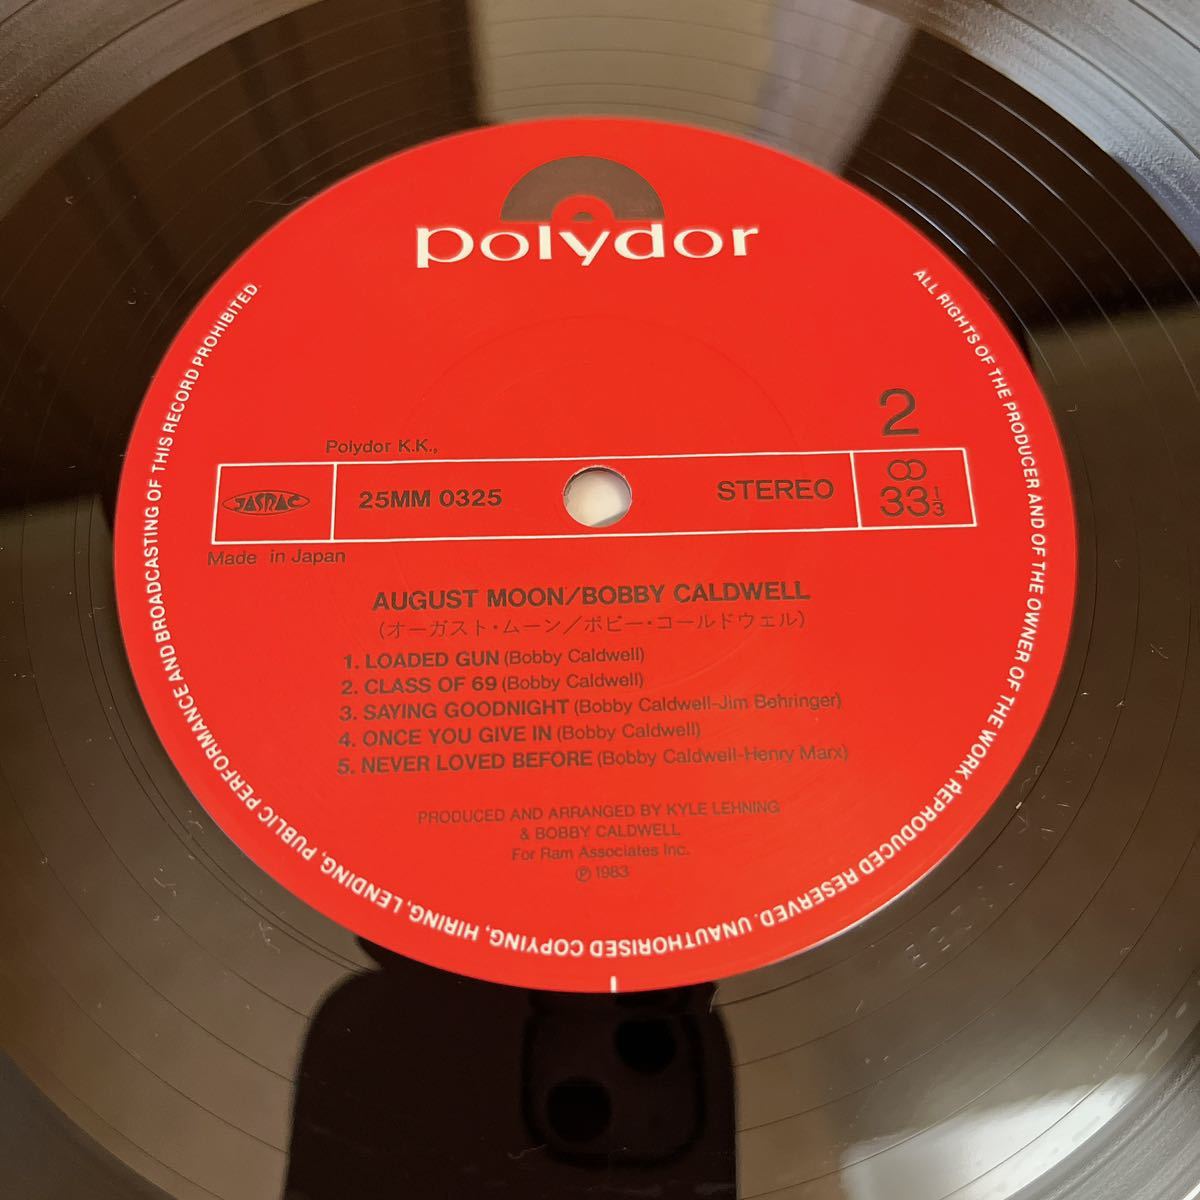 polydor
2
Polydor K.K.,
JASRAC
25MM 0325
STEREO
∞
33 1/3
Made in Japan
AUGUST MOON/BOBBY CALDWELL
(オーガスト・ムーン/ボビー・コールドウェル)
1. LOADED GUN (Bobby Caldwell)
2. CLASS OF 69 (Bobby Caldwell)
3. SAYING GOODNIGHT (Bobby Caldwell-Jim Behringer)
4. ONCE YOU GIVE IN (Bobby Caldwell)
5. NEVER LOVED BEFORE (Bobby Caldwell-Henry Marx)
PRODUCED AND ARRANGED BY KYLE LEHNING
& BOBBY CALDWELL
For Ram Associates Inc.
℗ 1983
ALL RIGHTS OF THE PRODUCER AND OF THE OWNER OF THE WORK REPRODUCED RESERVED. UNAUTHORISED COPYING, HIRING, LENDING, PUBLIC PERFORMANCE AND BROADCASTING OF THIS RECORD PROHIBITED.